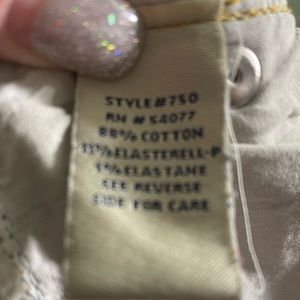 STYLE#750
RN #54077
88% COTTON
11%ELASTERELL-P
1%ELASTANE
SEE REVERSE
SIDE FOR CARE